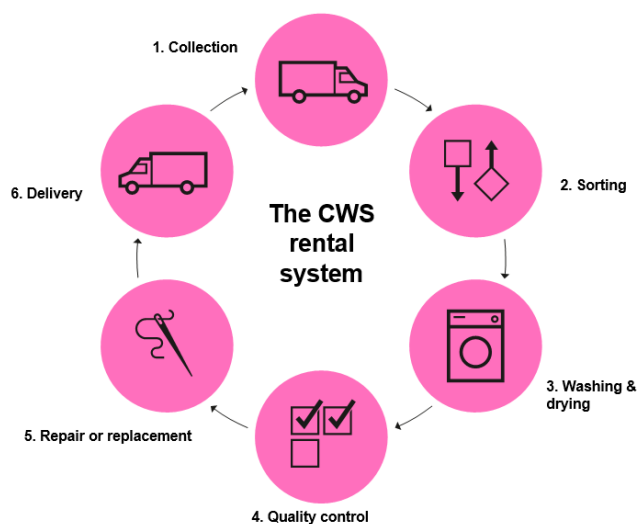 1. Collection
2. Sorting
3. Washing &
drying
4. Quality control
5. Repair or replacement
6. Delivery
The CWS
rental
system